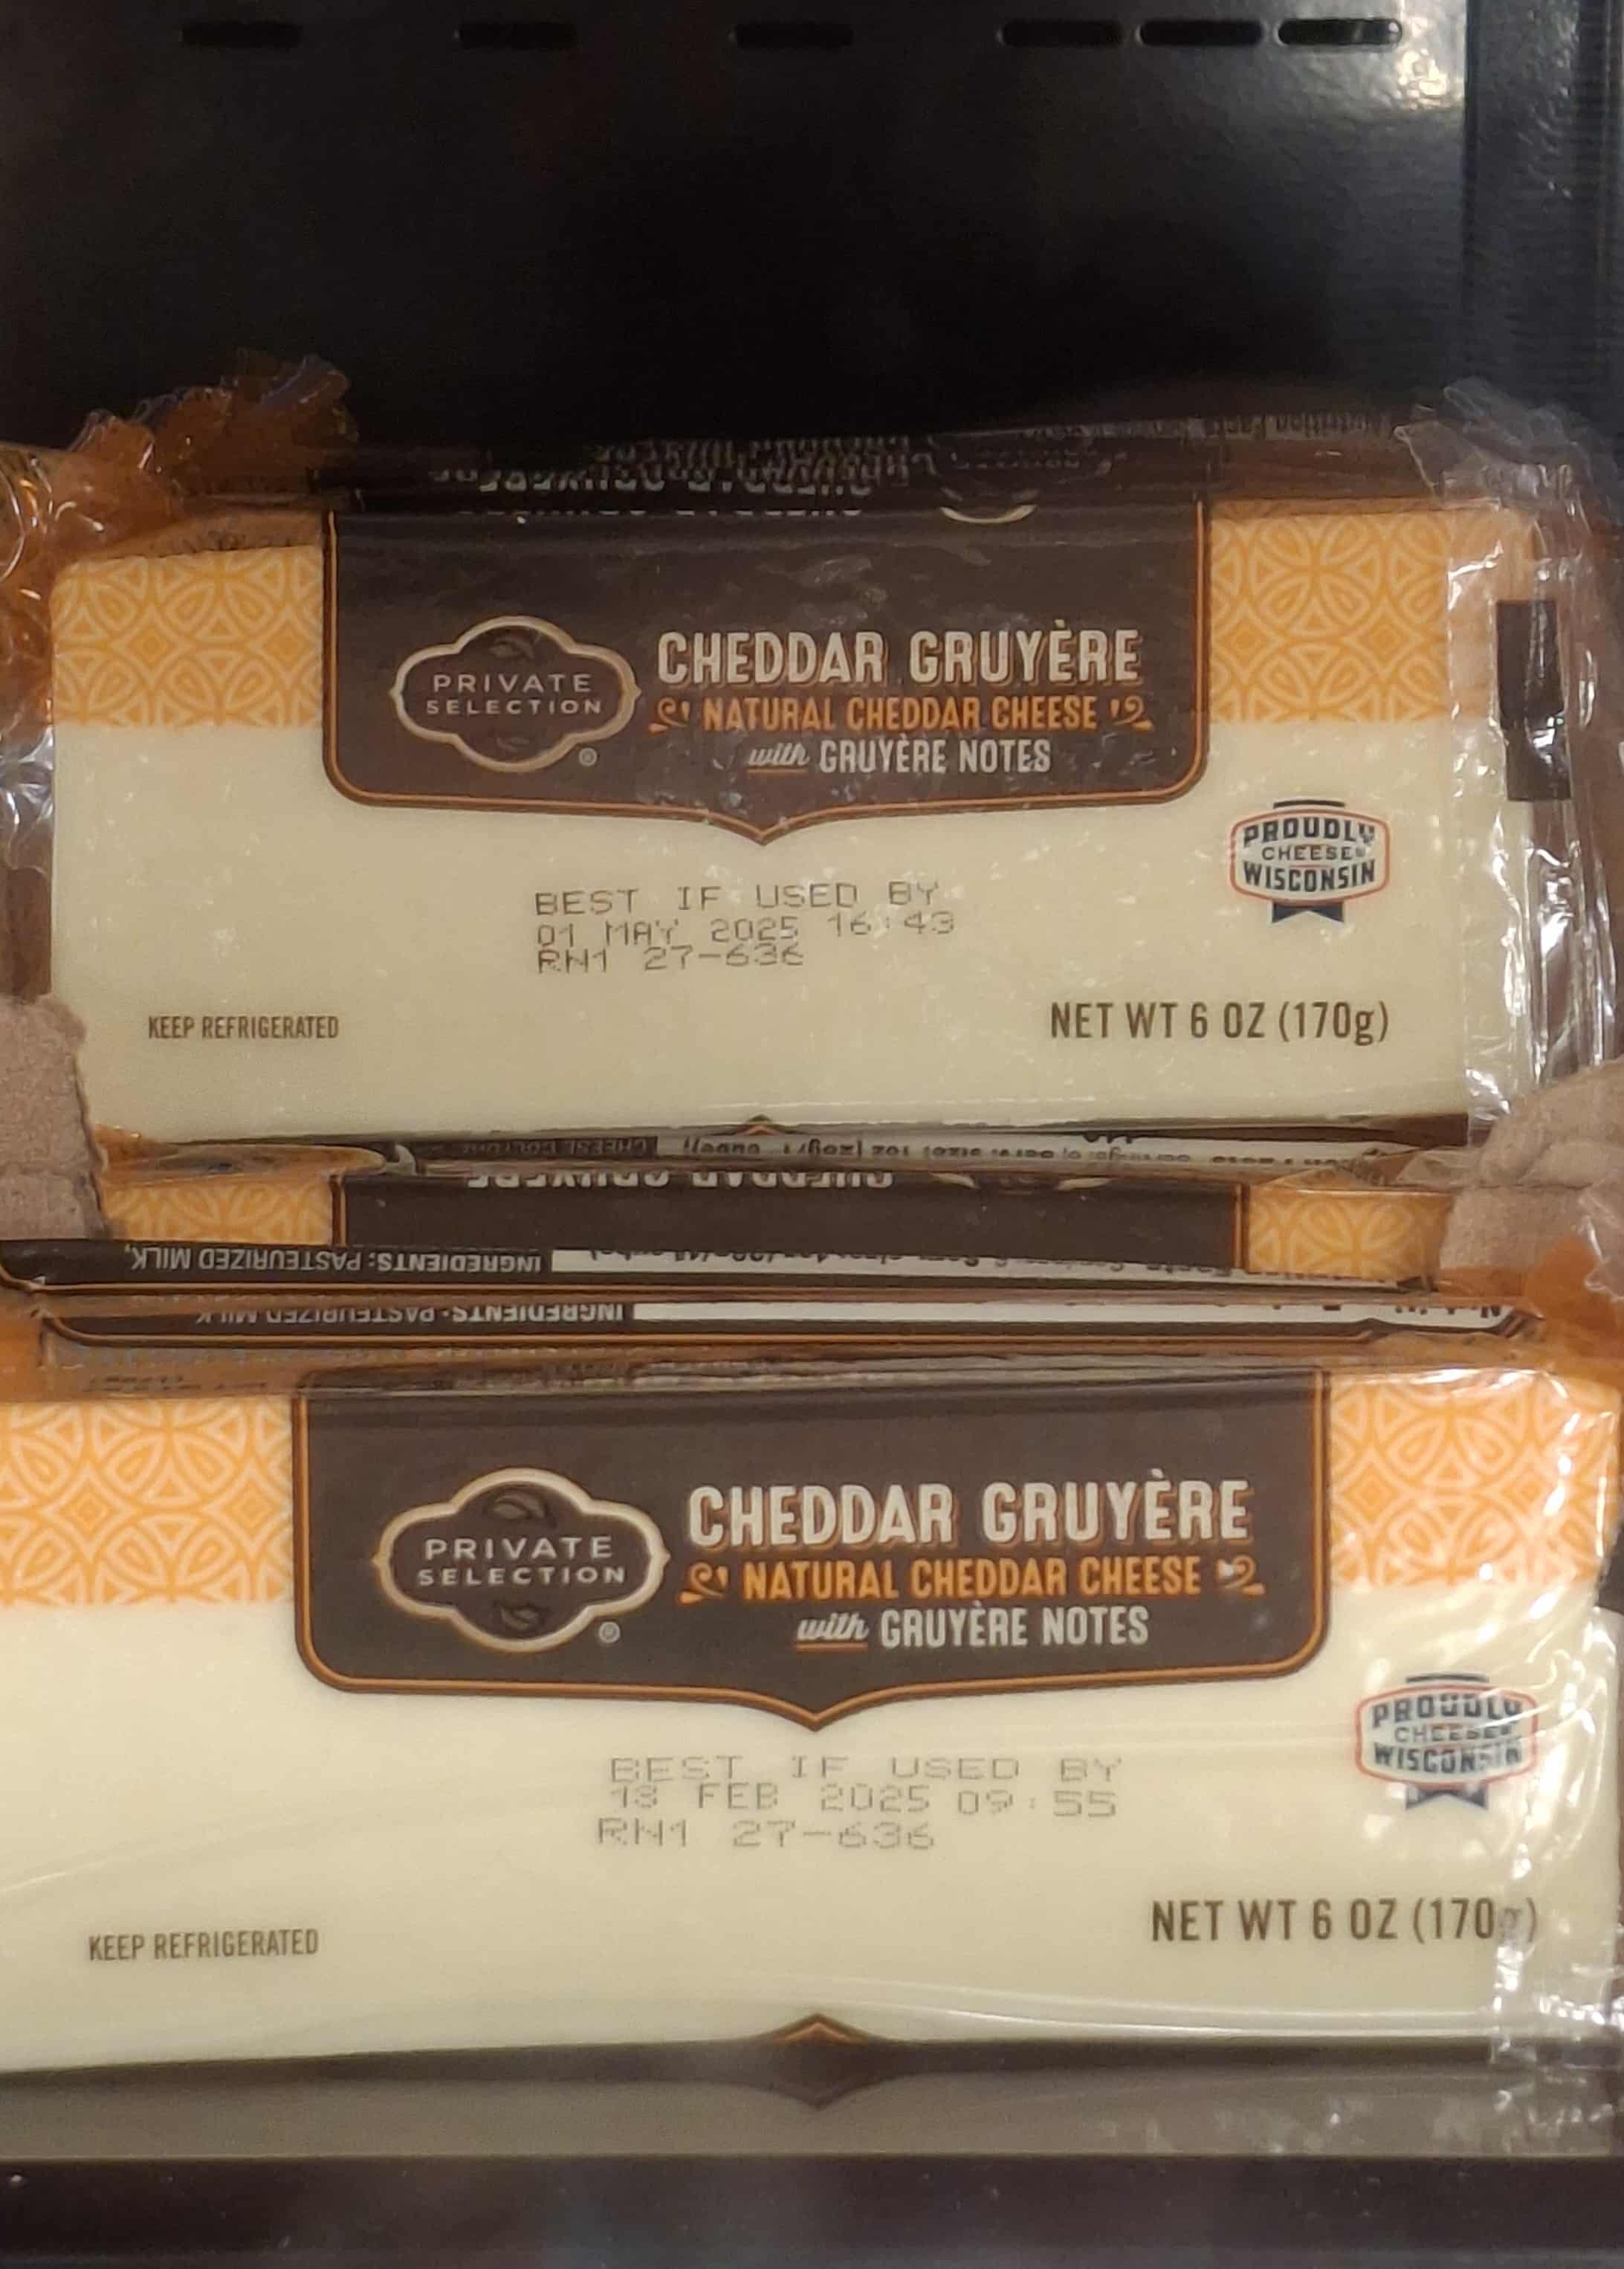 PRIVATE
SELECTION
®
CHEDDAR GRUYÈRE
NATURAL CHEDDAR CHEESE
with GRUYÈRE NOTES
PROUDLY
CHEESE
WISCONSIN
BEST IF USED BY
01 MAY 2025 16:43
RN1 27-636
KEEP REFRIGERATED
NET WT 6 OZ (170g)
CHEDDAR GRUYERE
INGREDIENTS: PASTEURIZED MILK,
INGREDIENTS: PASTEURIZED MILK
PRIVATE
SELECTION
®
CHEDDAR GRUYÈRE
NATURAL CHEDDAR CHEESE
with GRUYÈRE NOTES
PROUDLY
CHEESE
WISCONSIN
BEST IF USED BY
FEB 2025 09:55
RN1 27-636
KEEP REFRIGERATED
NET WT 6 OZ (170g)